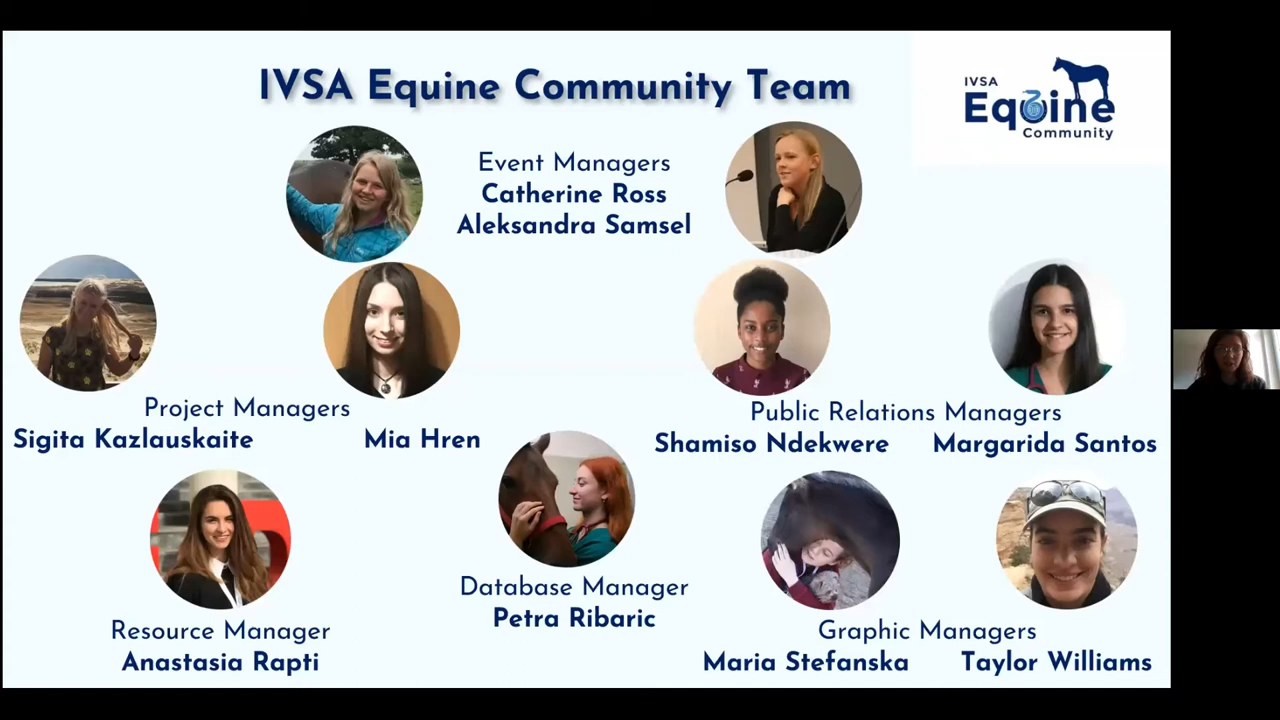 IVSA Equine Community Team
IVSA
Equine
Community
Event Managers
Catherine Ross
Aleksandra Samsel
Project Managers
Sigita Kazlauskaite
Mia Hren
Public Relations Managers
Shamiso Ndekwere
Margarida Santos
Resource Manager
Anastasia Rapti
Database Manager
Petra Ribaric
Graphic Managers
Maria Stefanska
Taylor Williams